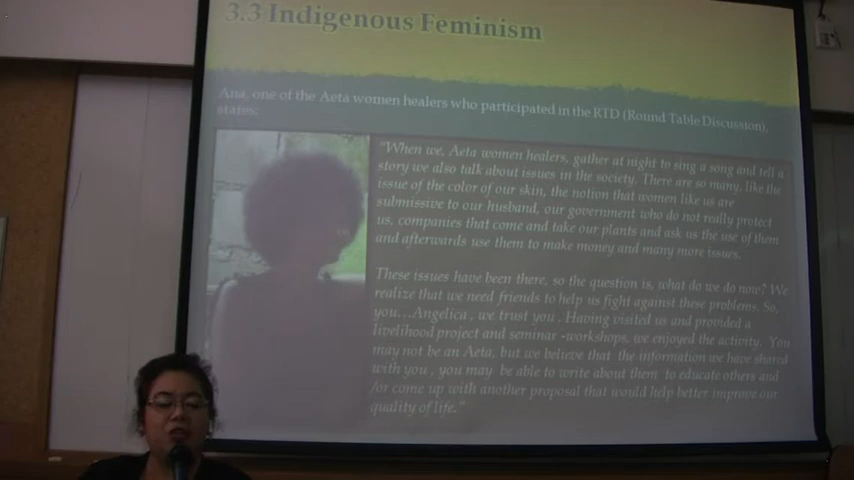 3.3 Indigenous Feminism
Ana, one of the Aeta women healers who participated in the RTD (Round Table Discussion),
states:
"When we, Aeta women healers, gather at night to sing a song and tell a
story we also talk about issues in the society. There are so many, like the
issue of the color of our skin, the notion that women like us are
submissive to our husband, our government who do not really protect
us, companies that come and take our plants and ask us the use of them
and afterwards use them to make money and many more issues.
These issues have been there, so the question is, what do we do now? We
realize that we need friends to help us fight against these problems. So,
you...Angelica , we trust you . Having visited us and provided a
livelihood project and seminar -workshops, we enjoyed the activity. You
may not be an Aeta, but we believe that the information we have shared
with you , you may be able to write about them to educate others and
/or come up with another proposal that would help better improve our
quality of life."